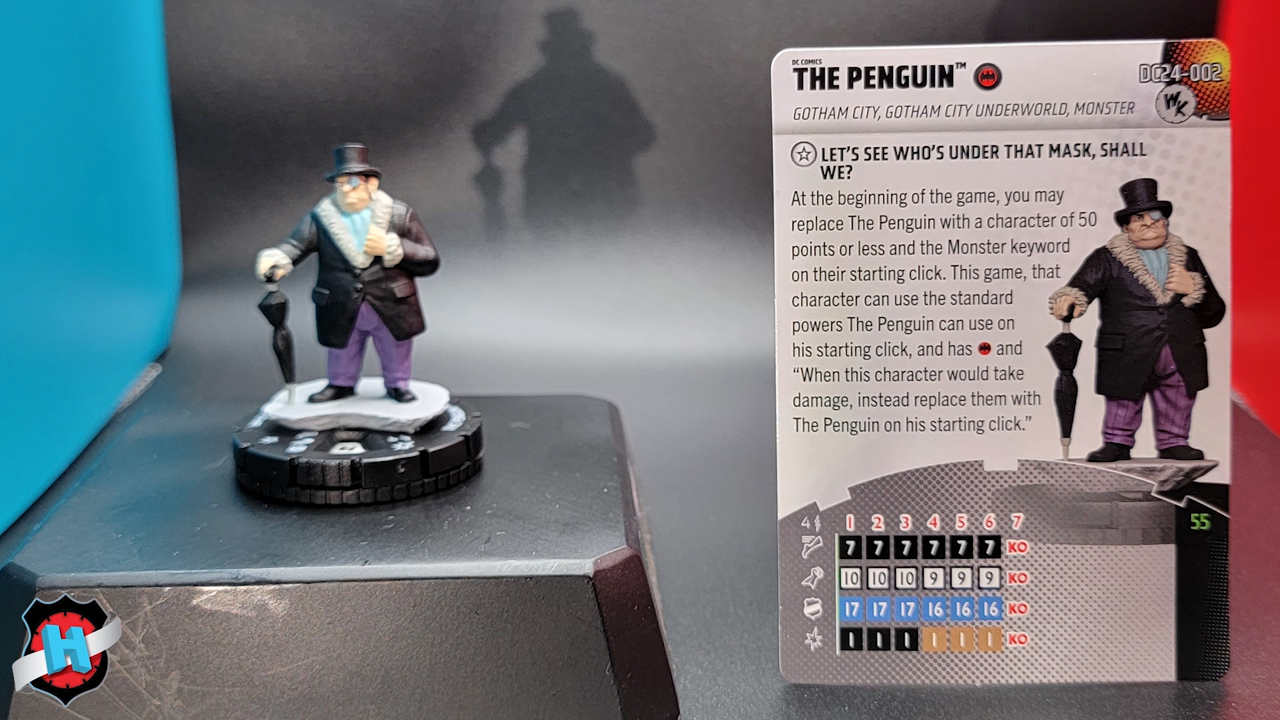 DC COMICS
THE PENGUIN™
DC24-002
WK
GOTHAM CITY, GOTHAM CITY UNDERWORLD, MONSTER
LET'S SEE WHO'S UNDER THAT MASK, SHALL
WE?
At the beginning of the game, you may
replace The Penguin with a character of 50
points or less and the Monster keyword
on their starting click. This game, that
character can use the standard
powers The Penguin can use on
his starting click, and has and
“When this character would take
damage, instead replace them with
The Penguin on his starting click.”
4 1 2 3 4 5 6 7
55
7 7 7 7 7 7 KO
10 10 10 9 9 9 KO
17 17 17 16 16 16 KO
1 1 1 1 1 1 KO
H